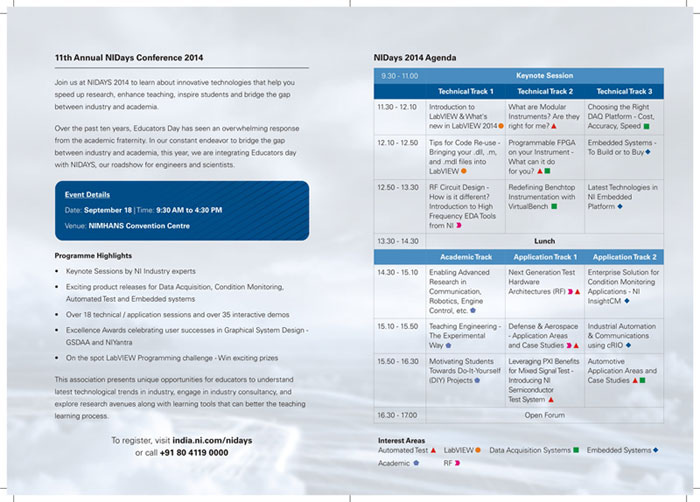 11th Annual NIDays Conference 2014
Join us at NIDAYS 2014 to learn about innovative technologies that help you
speed up research, enhance teaching, inspire students and bridge the gap
between industry and academia.
Over the past ten years, Educators Day has seen an overwhelming response
from the academic fraternity. In our constant endeavor to bridge the gap
between industry and academia, this year, we are integrating Educators day
with NIDAYS, our roadshow for engineers and scientists.
Event Details
Date: September 18 | Time: 9:30 AM to 4:30 PM
Venue: NIMHANS Convention Centre
Programme Highlights
• Keynote Sessions by NI Industry experts
• Exciting product releases for Data Acquisition, Condition Monitoring,
Automated Test and Embedded systems
• Over 18 technical / application sessions and over 35 interactive demos
• Excellence Awards celebrating user successes in Graphical System Design -
GSDAA and NIYantra
• On the spot LabVIEW Programming challenge - Win exciting prizes
This association presents unique opportunities for educators to understand
latest technological trends in industry, engage in industry consultancy, and
explore research avenues along with learning tools that can better the teaching
learning process.
To register, visit india.ni.com/nidays
or call +91 80 4119 0000
NIDays 2014 Agenda
9.30 - 11.00 Keynote Session
Technical Track 1 Technical Track 2 Technical Track 3
11.30 - 12.10
Introduction to
LabVIEW & What's
new in LabVIEW 2014
What are Modular
Instruments? Are they
right for me?
Choosing the Right
DAQ Platform - Cost,
Accuracy, Speed
12.10 - 12.50
Tips for Code Re-use -
Bringing your .dll, .m,
and .mdl files into
LabVIEW
Programmable FPGA
on your Instrument -
What can it do
for you?
Embedded Systems -
To Build or to Buy
12.50 - 13.30
RF Circuit Design -
How is it different?
Introduction to High
Frequency EDA Tools
from NI
Redefining Benchtop
Instrumentation with
VirtualBench
Latest Technologies in
NI Embedded
Platform
13.30 - 14.30 Lunch
Academic Track Application Track 1 Application Track 2
14.30 - 15.10
Enabling Advanced
Research in
Communication,
Robotics, Engine
Control, etc.
Next Generation Test
Hardware
Architectures (RF)
Enterprise Solution for
Condition Monitoring
Applications - NI
InsightCM
15.10 - 15.50
Teaching Engineering -
The Experimental
Way
Defense & Aerospace
- Application Areas
and Case Studies
Industrial Automation
& Communications
using cRIO
15.50 - 16.30
Motivating Students
Towards Do-It-Yourself
(DIY) Projects
Leveraging PXI Benefits
for Mixed Signal Test -
Introducing NI
Semiconductor
Test System
Automotive
Application Areas and
Case Studies
16.30 - 17.00 Open Forum
Interest Areas
Automated Test LabVIEW Data Acquisition Systems Embedded Systems
Academic RF